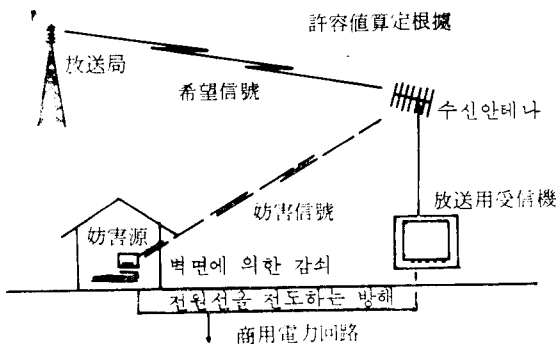 許容値算定根據
放送局
希望信號
수신안테나
妨害信號
放送用受信機
妨害源
벽면에 의한 감쇠
전원선을 전도하는 방해
商用電力回路